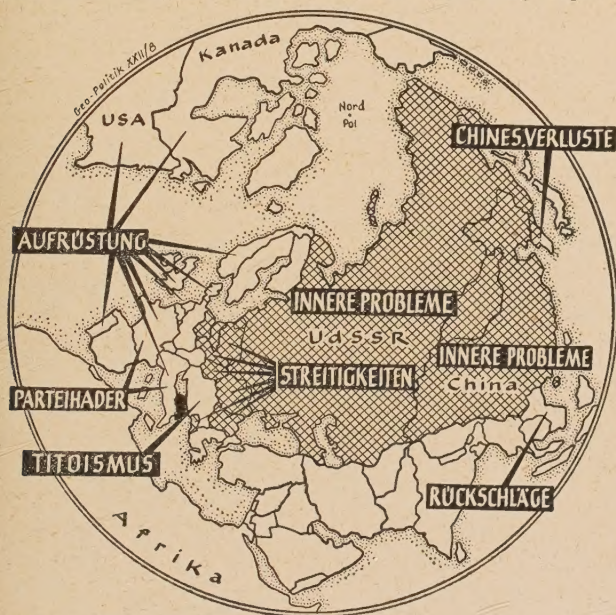 Geo-Politik XXII/8
Kanada
USA
Nord
Pol
CHINES. VERLUSTE
AUFRÜSTUNG
INNERE PROBLEME
UdSSR
INNERE PROBLEME
STREITIGKEITEN
China
PARTEIHADER
TITOISMUS
RÜCKSCHLÄGE
Afrika